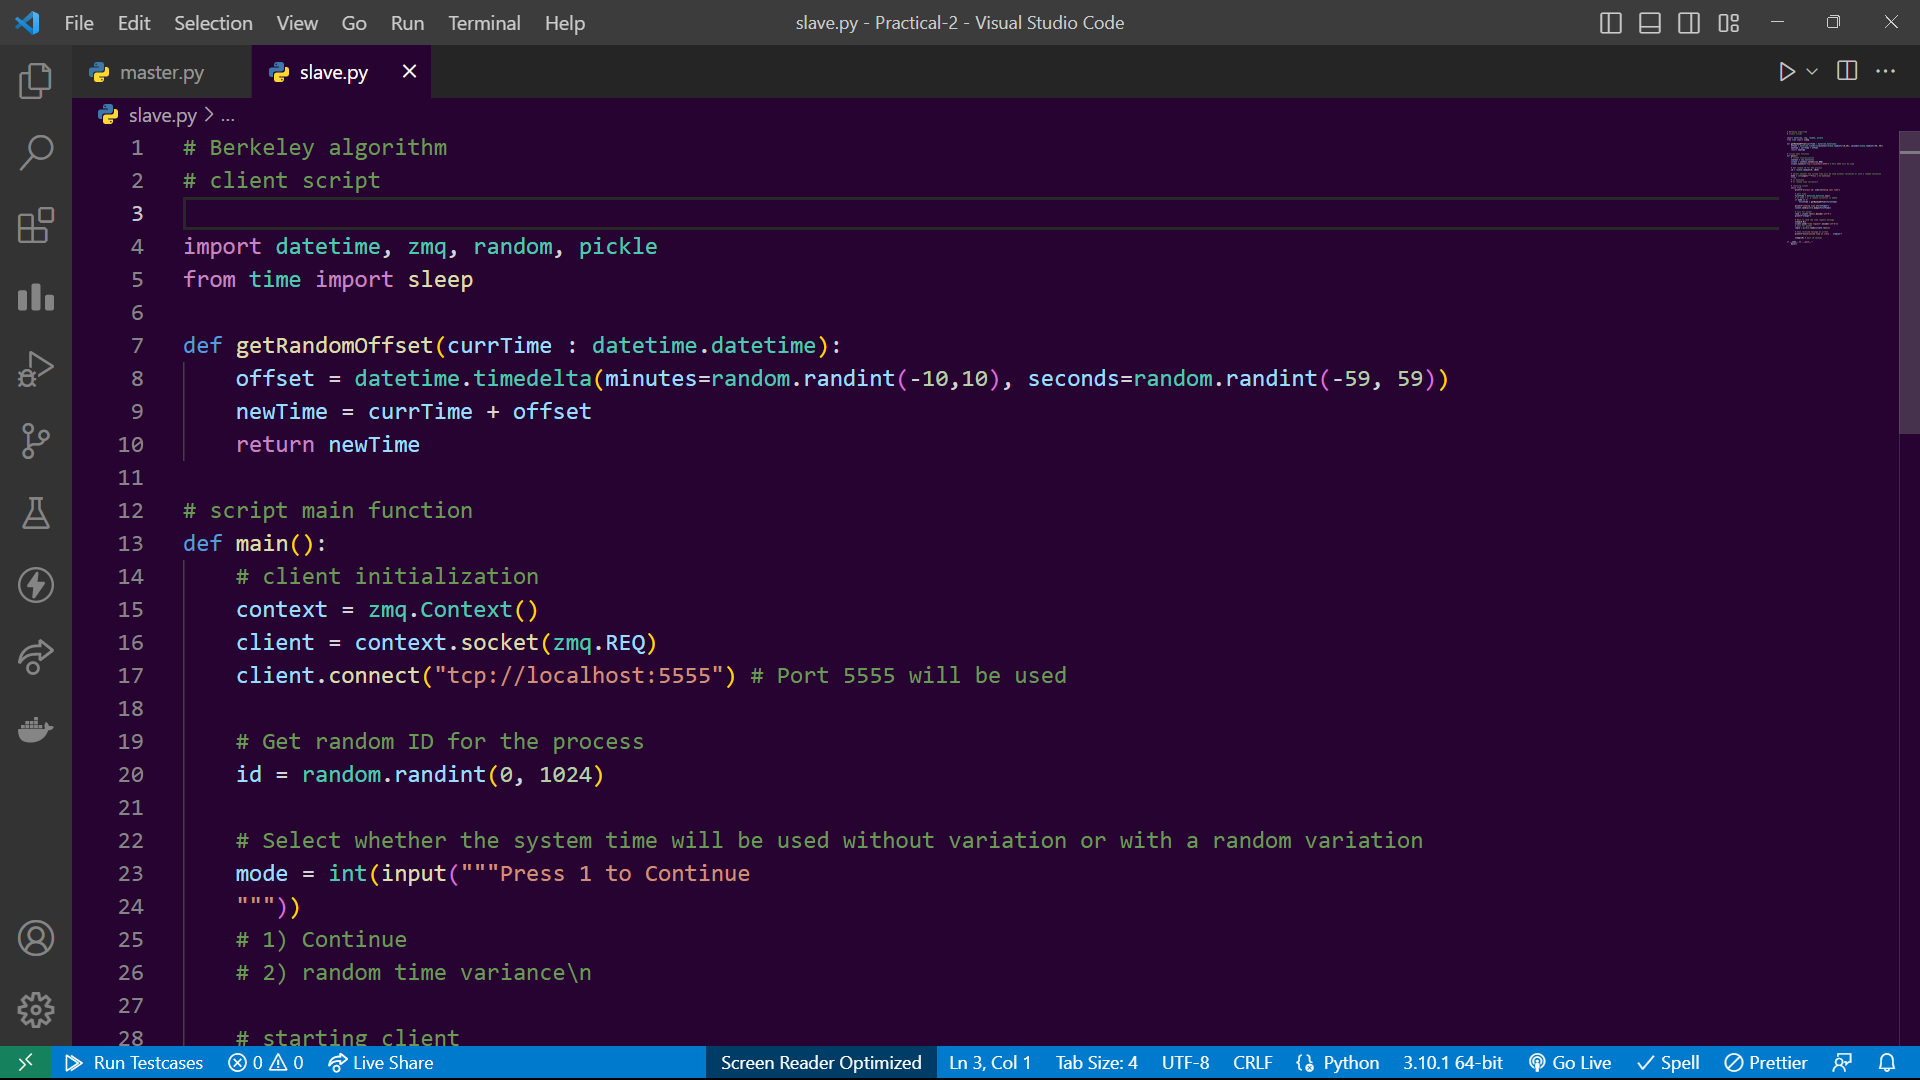 File Edit Selection View Go Run Terminal Help slave.py - Practical-2 - Visual Studio Code
master.py slave.py
slave.py > ...
1 # Berkeley algorithm
2 # client script
3
4 import datetime, zmq, random, pickle
5 from time import sleep
6
7 def getRandomOffset(currTime : datetime.datetime):
8     offset = datetime.timedelta(minutes=random.randint(-10,10), seconds=random.randint(-59, 59))
9     newTime = currTime + offset
10     return newTime
11
12 # script main function
13 def main():
14     # client initialization
15     context = zmq.Context()
16     client = context.socket(zmq.REQ)
17     client.connect("tcp://localhost:5555") # Port 5555 will be used
18
19     # Get random ID for the process
20     id = random.randint(0, 1024)
21
22     # Select whether the system time will be used without variation or with a random variation
23     mode = int(input("""Press 1 to Continue
24     """))
25     # 1) Continue
26     # 2) random time variance\n
27
28     # starting client
Run Testcases 0 0 Live Share Screen Reader Optimized Ln 3, Col 1 Tab Size: 4 UTF-8 CRLF Python 3.10.1 64-bit Go Live Spell Prettier